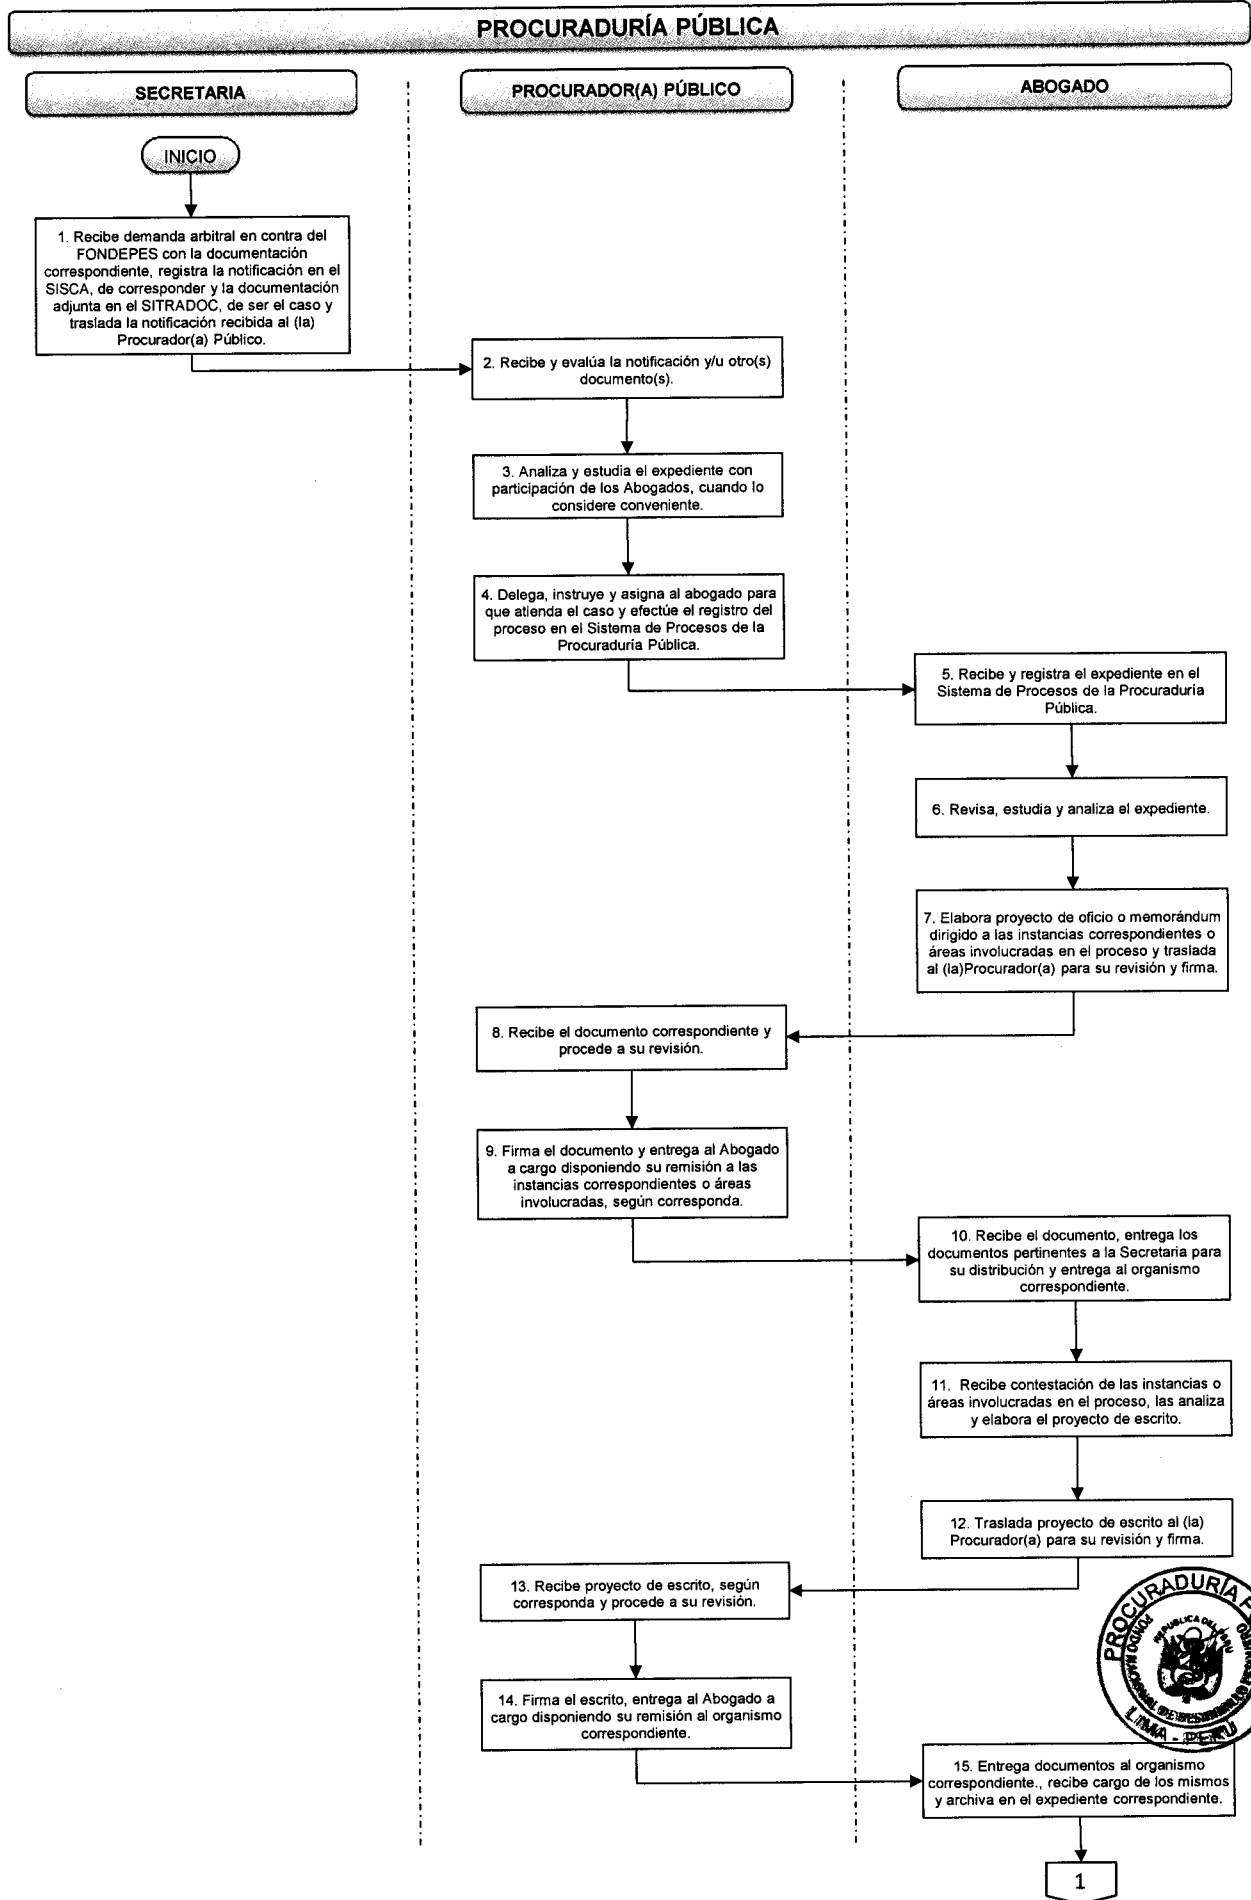 PROCURADURÍA PÚBLICA
SECRETARIA
PROCURADOR(A) PÚBLICO
ABOGADO
INICIO
1. Recibe demanda arbitral en contra del
FONDEPES con la documentación
correspondiente, registra la notificación en el
SISCA, de corresponder y la documentación
adjunta en el SITRADOC, de ser el caso y
traslada la notificación recibida al (la)
Procurador(a) Público.
2. Recibe y evalúa la notificación y/u otro(s)
documento(s).
3. Analiza y estudia el expediente con
participación de los Abogados, cuando lo
considere conveniente.
4. Delega, instruye y asigna al abogado para
que atienda el caso y efectúe el registro del
proceso en el Sistema de Procesos de la
Procuraduría Pública.
5. Recibe y registra el expediente en el
Sistema de Procesos de la Procuraduría
Pública.
6. Revisa, estudia y analiza el expediente.
7. Elabora proyecto de oficio o memorándum
dirigido a las instancias correspondientes o
áreas involucradas en el proceso y traslada
al (la)Procurador(a) para su revisión y firma.
8. Recibe el documento correspondiente y
procede a su revisión.
9. Firma el documento y entrega al Abogado
a cargo disponiendo su remisión a las
instancias correspondientes o áreas
involucradas, según corresponda.
10. Recibe el documento, entrega los
documentos pertinentes a la Secretaria para
su distribución y entrega al organismo
correspondiente.
11. Recibe contestación de las instancias o
áreas involucradas en el proceso, las analiza
y elabora el proyecto de escrito.
12. Traslada proyecto de escrito al (la)
Procurador(a) para su revisión y firma.
13. Recibe proyecto de escrito, según
corresponda y procede a su revisión.
14. Firma el escrito, entrega al Abogado a
cargo disponiendo su remisión al organismo
correspondiente.
PROCURADURÍA P
REPUBLICA DEL PERU
FONDO NACIONAL DE DESARROLLO PESQUERO
LIMA - PERU
15. Entrega documentos al organismo
correspondiente., recibe cargo de los mismos
y archiva en el expediente correspondiente.
1